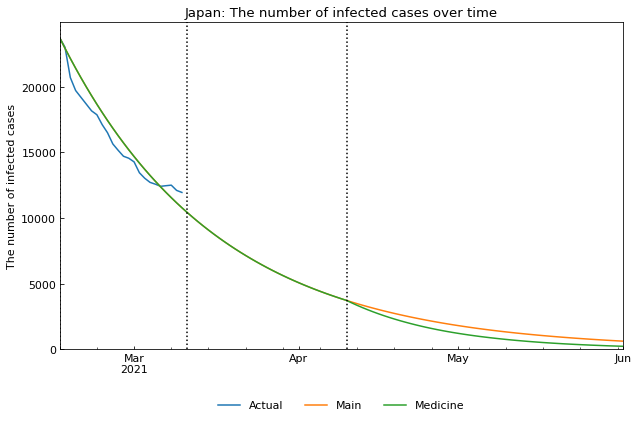 Japan: The number of infected cases over time
The number of infected cases
20000
15000
10000
5000
0
Mar
2021
Apr
May
Jun
Actual
Main
Medicine